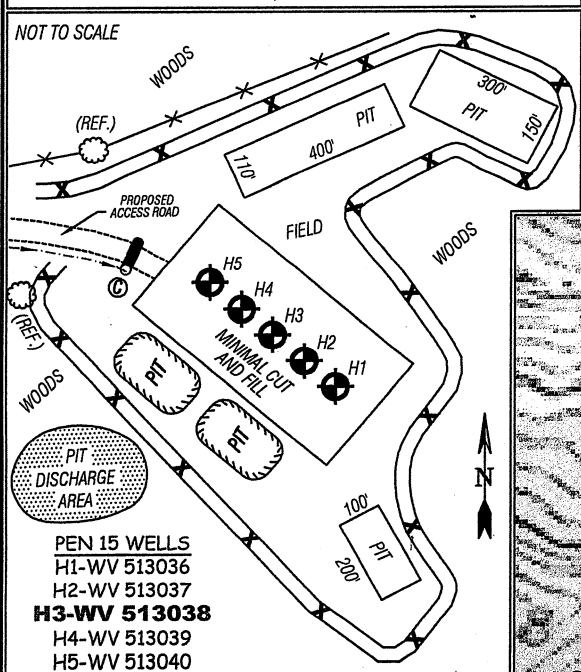 NOT TO SCALE
WOODS
(REF.)
300'
PIT
150'
PIT
400'
110'
PROPOSED
ACCESS ROAD
FIELD
WOODS
C
H5
H4
H3
H2
H1
MINIMAL CUT
AND FILL
(REF.)
PIT
PIT
WOODS
PIT
DISCHARGE
AREA
N
100'
PIT
200'
PEN 15 WELLS
H1-WV 513036
H2-WV 513037
H3-WV 513038
H4-WV 513039
H5-WV 513040